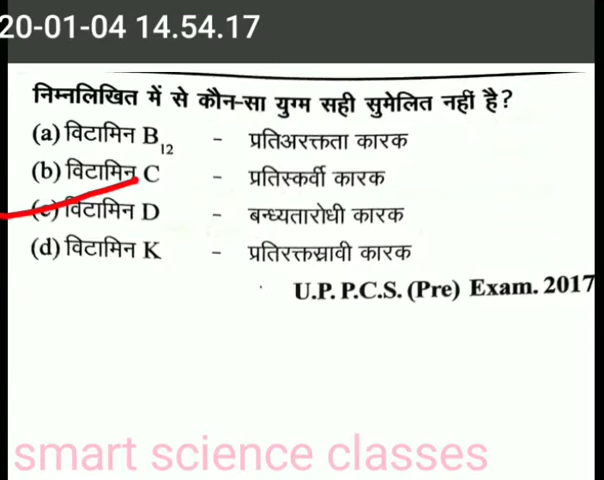 20-01-04 14.54.17
निम्नलिखित में से कौन-सा युग्म सही सुमेलित नहीं है?
(a) विटामिन B12 - प्रतिअरक्तता कारक
(b) विटामिन C - प्रतिस्कर्वी कारक
(c) विटामिन D - बन्ध्यतारोधी कारक
(d) विटामिन K - प्रतिरक्तस्रावी कारक
U.P. P.C.S. (Pre) Exam. 2017
smart science classes